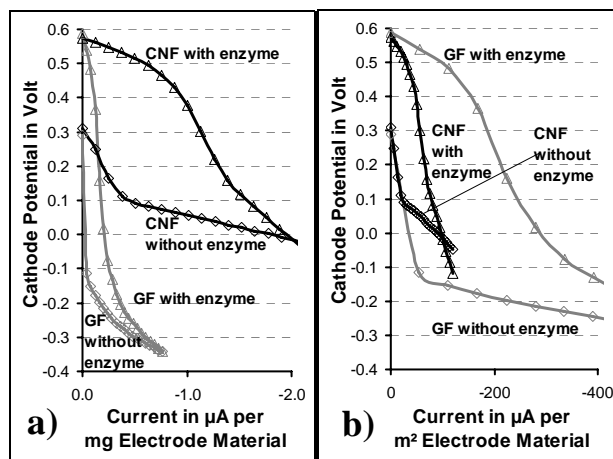 Cathode Potential in Volt
0.6
0.5
0.4
0.3
0.2
0.1
0.0
-0.1
-0.2
-0.3
-0.4
CNF with enzyme
CNF
without enzyme
GF with enzyme
GF
without
enzyme
0.0
-1.0
-2.0
a)
Current in µA per
mg Electrode Material
Cathode Potential in Volt
0.6
0.5
0.4
0.3
0.2
0.1
0.0
-0.1
-0.2
-0.3
-0.4
GF with enzyme
CNF
with
enzyme
CNF
without
enzyme
GF without enzyme
0
-200
-400
b)
Current in µA per
m² Electrode Material